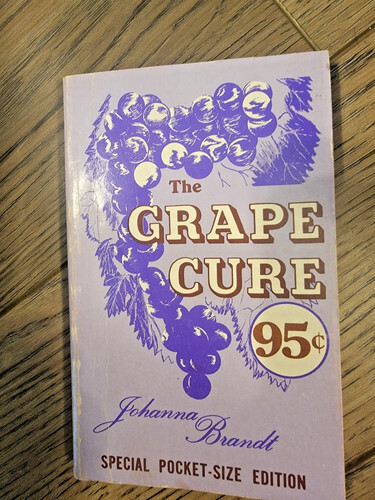 The
GRAPE
CURE
95¢
Johanna
Brandt
SPECIAL POCKET-SIZE EDITION